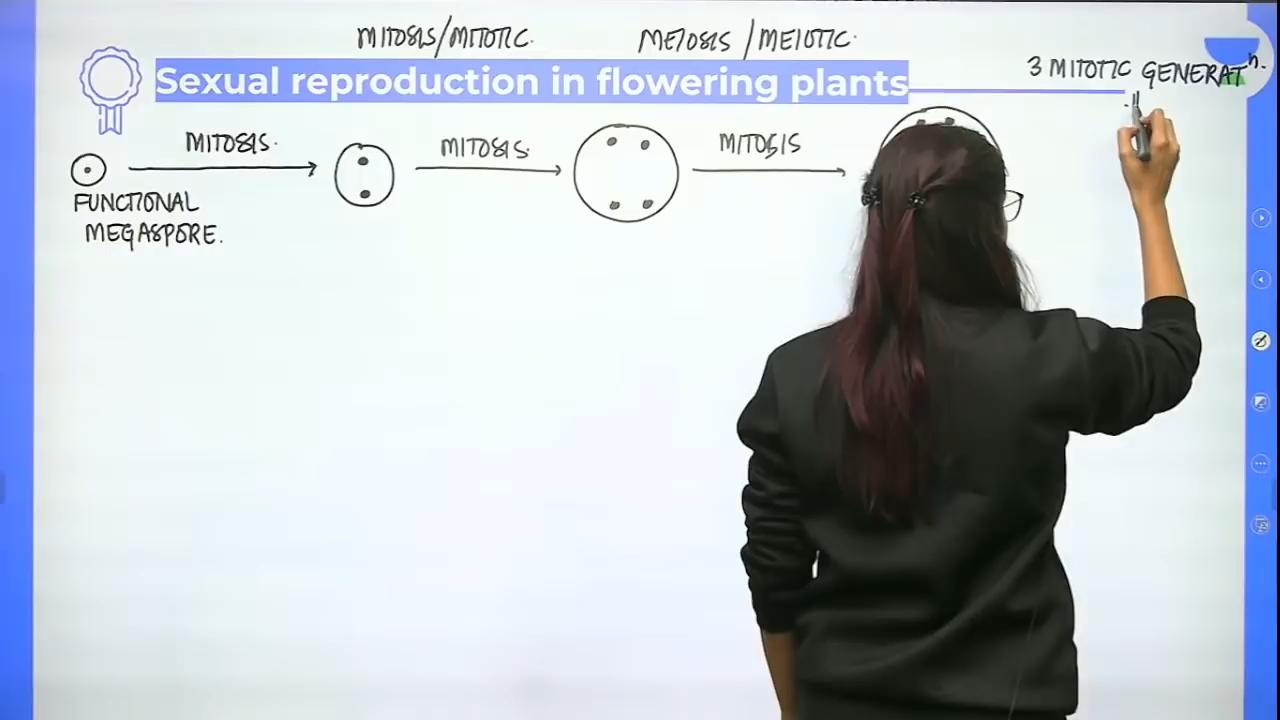 MITOSIS/MITOTIC.
MEIOSIS / MEIOTIC.
3 MITOTIC GENERATⁿ.
Sexual reproduction in flowering plants
MITOSIS.
MITOSIS.
MITOSIS
FUNCTIONAL
MEGASPORE.